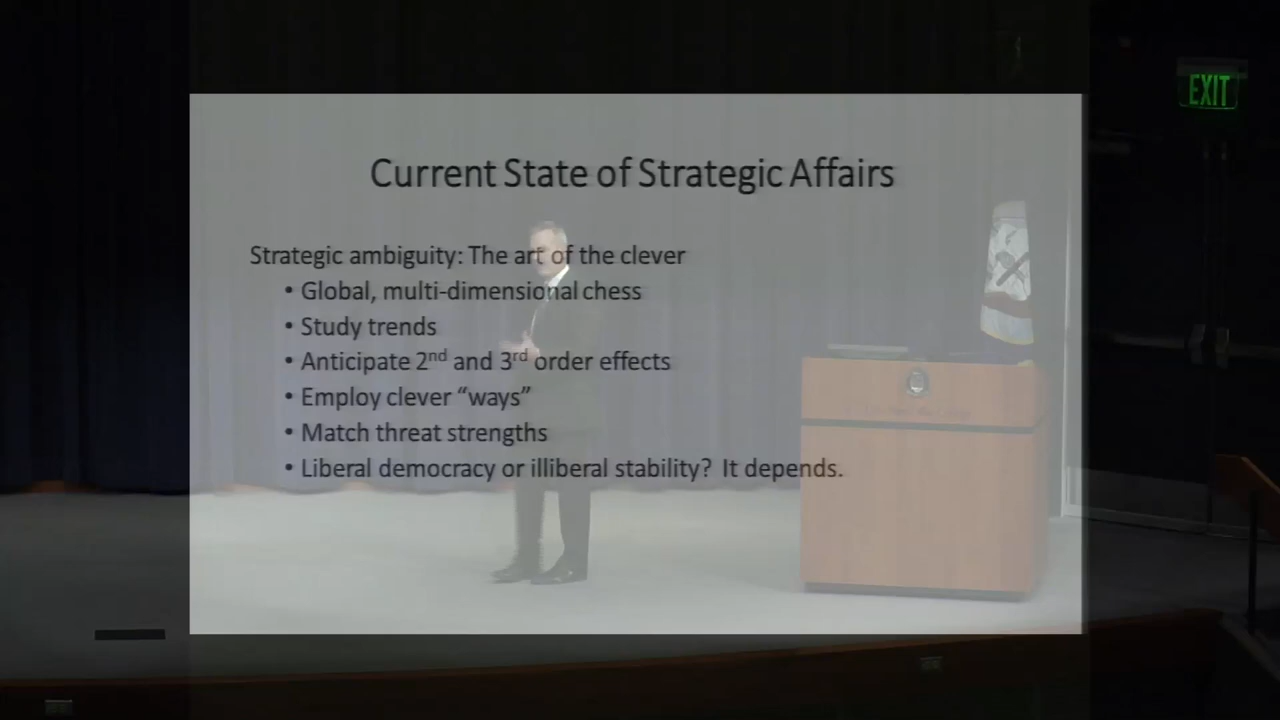 EXIT
Current State of Strategic Affairs
Strategic ambiguity: The art of the clever
• Global, multi-dimensional chess
• Study trends
• Anticipate 2nd and 3rd order effects
• Employ clever “ways”
• Match threat strengths
• Liberal democracy or illiberal stability? It depends.